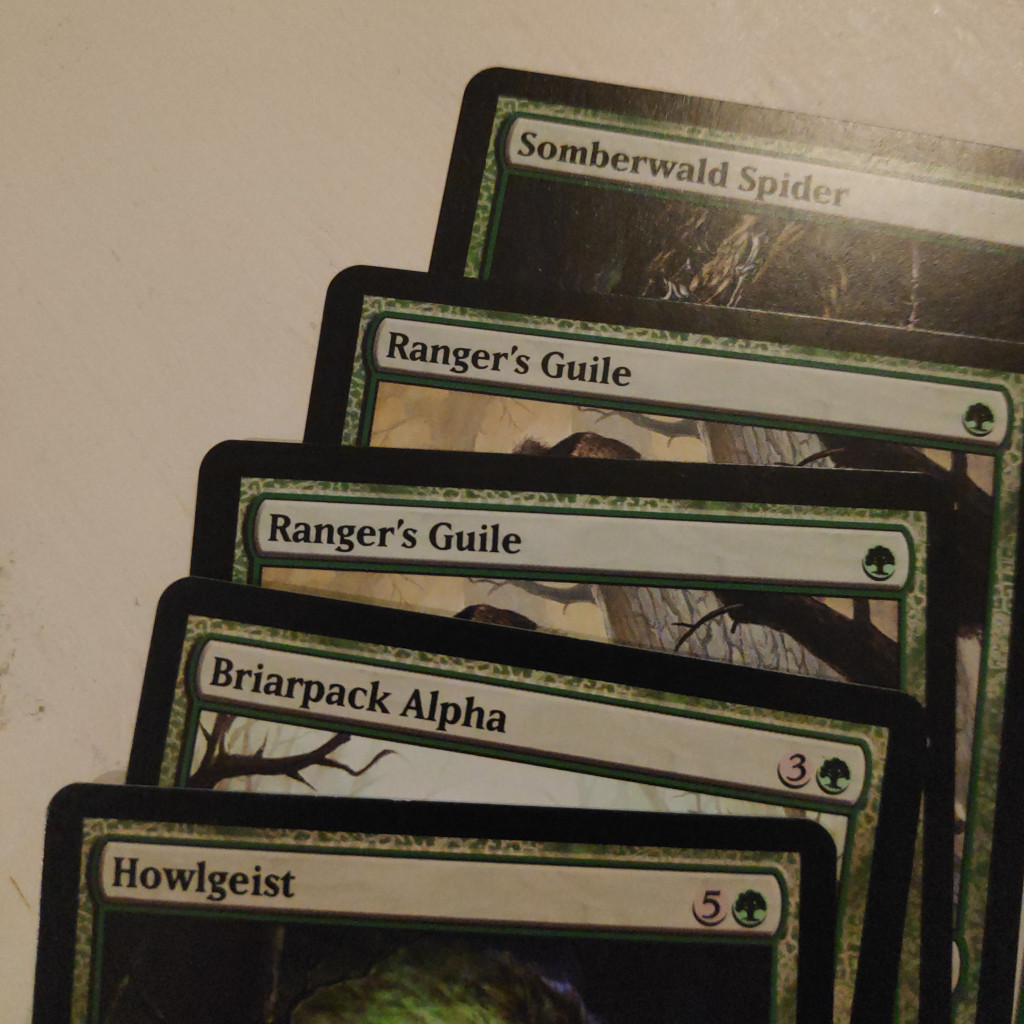 Somberwald Spider
Ranger's Guile
Ranger's Guile
Briarpack Alpha 3
Howlgeist 5